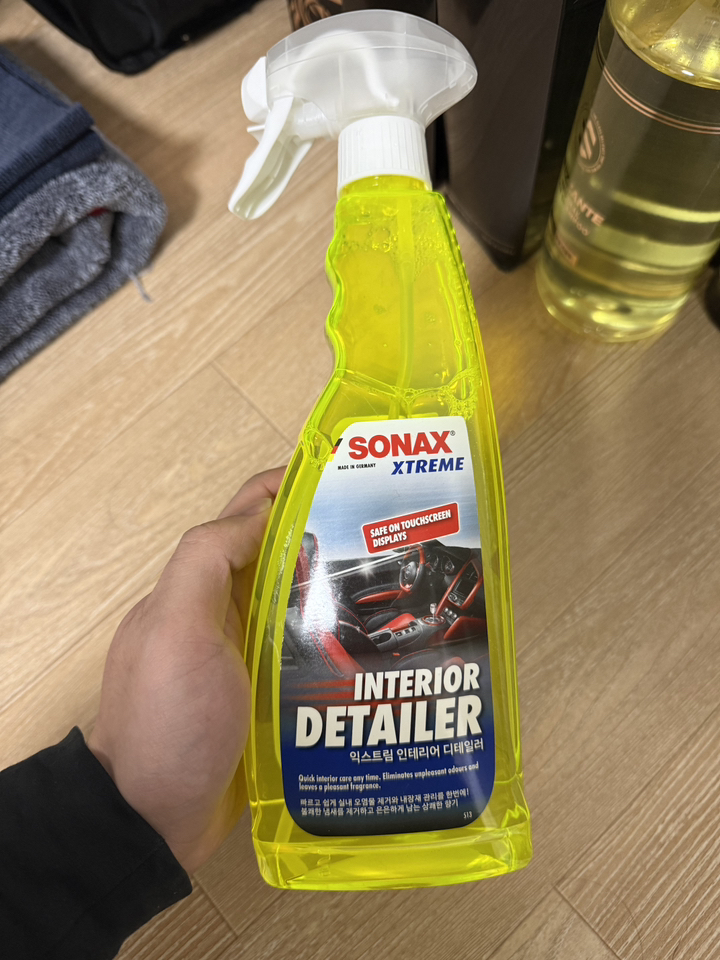 SONAX®
MADE IN GERMANY
XTREME
SAFE ON TOUCHSCREEN
DISPLAYS
INTERIOR
DETAILER
익스트림 인테리어 디테일러
Quick interior care any time. Eliminates unpleasant odours and
leaves a pleasant fragrance.
빠르고 쉽게 실내 오염물 제거와 내장재 관리를 한번에!
불쾌한 냄새를 제거하고 은은하게 남는 상쾌한 향기
513